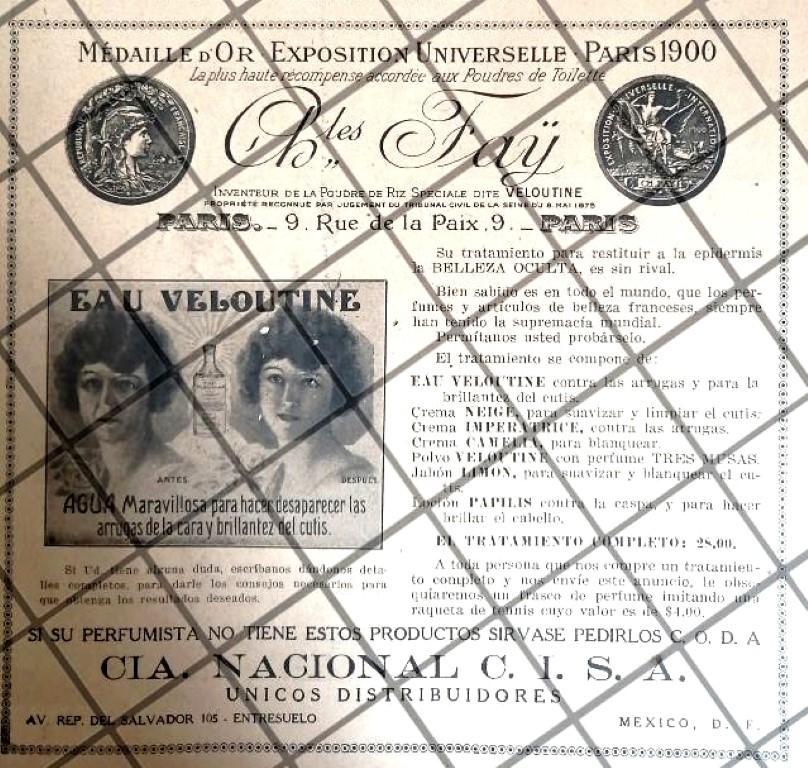 MÉDAILLE D'OR · EXPOSITION UNIVERSELLE · PARIS 1900
La plus haute récompense accordée aux Poudres de Toilette
Ch^les Faÿ
RÉPUBLIQUE FRANÇAISE
EXPOSITION UNIVERSELLE INTERNATIONALE 1900
CH. FAY
INVENTEUR DE LA POUDRE DE RIZ SPECIALE DITE VELOUTINE
PROPRIÉTÉ RECONNUE PAR JUGEMENT DU TRIBUNAL CIVIL DE LA SEINE DU 8 MAI 1875
PARIS. _ 9. Rue de la Paix, 9. _ PARIS
EAU VELOUTINE
ANTES
DESPUES
AGUA Maravillosa para hacer desaparecer las
arrugas de la cara y brillantez del cutis.
Si Ud. tiene alguna duda, escríbanos dándonos deta-
lles completos, para darle los consejos necesarios para
que obtenga los resultados deseados.
Su tratamiento para restituir a la epidermis
la BELLEZA OCULTA, es sin rival.
Bien sabido es en todo el mundo, que los per-
fumes y artículos de belleza franceses, siempre
han tenido la supremacía mundial.
Permítanos usted probárselo.
El tratamiento se compone de:
EAU VELOUTINE contra las arrugas y para la
brillantez del cutis.
Crema NEIGE, para suavizar y limpiar el cutis.
Crema IMPERATRICE, contra las arrugas.
Crema CAMELIA, para blanquear.
Polvo VELOUTINE con perfume TRES MUSAS.
Jabón LIMON, para suavizar y blanquear el cu-
tis.
Loción PAPILIS contra la caspa, y para hacer
brillar el cabello.
EL TRATAMIENTO COMPLETO: 28.00.
A toda persona que nos compre un tratamien-
to completo y nos envíe este anuncio, le obse-
quiaremos un frasco de perfume imitando una
raqueta de tennis cuyo valor es de $4.00.
SI SU PERFUMISTA NO TIENE ESTOS PRODUCTOS SIRVASE PEDIRLOS C. O. D. A
CIA. NACIONAL C. I. S. A.
UNICOS DISTRIBUIDORES
AV. REP. DEL SALVADOR 105 - ENTRESUELO
MEXICO, D. F.